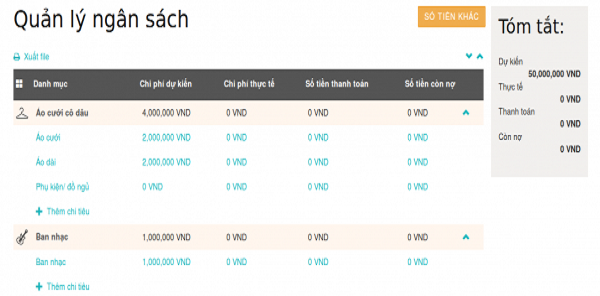 Quản lý ngân sách
SỐ TIỀN KHÁC
Xuất file
Danh mục Chi phí dự kiến Chi phí thực tế Số tiền thanh toán Số tiền còn nợ
Áo cưới cô dâu 4,000,000 VND 0 VND 0 VND 0 VND
Áo cưới 2,000,000 VND 0 VND 0 VND 0 VND
Áo dài 2,000,000 VND 0 VND 0 VND 0 VND
Phụ kiện/ đồ ngủ 0 VND 0 VND 0 VND 0 VND
Thêm chi tiêu
Ban nhạc 1,000,000 VND 0 VND 0 VND 0 VND
Ban nhạc 1,000,000 VND 0 VND 0 VND 0 VND
Thêm chi tiêu
Tóm tắt:
Dự kiến
50,000,000 VND
Thực tế
0 VND
Thanh toán
0 VND
Còn nợ
0 VND